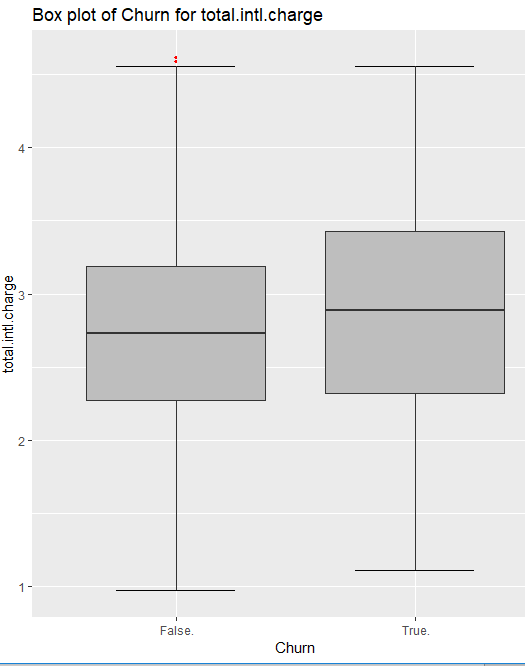 Box plot of Churn for total.intl.charge
total.intl.charge
4
3
2
1
False.
True.
Churn